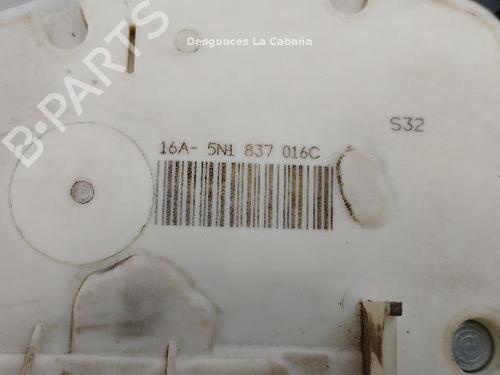 Desguaces La Cabaña
B-PARTS
S32
16A- 5N1 837 016C